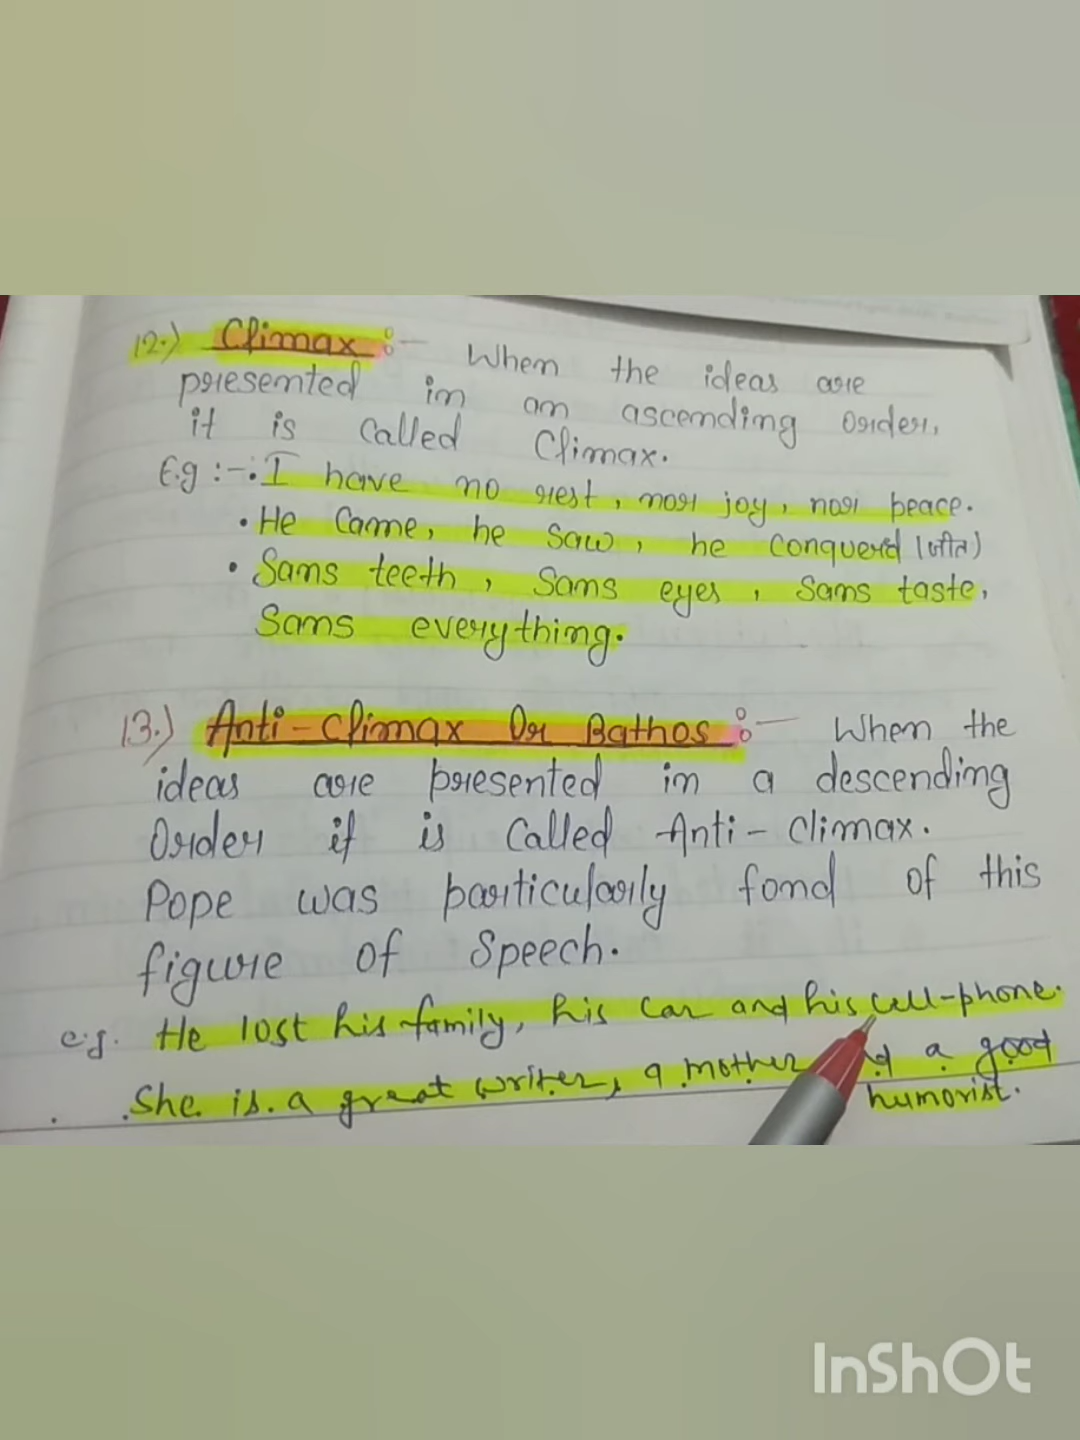 12.) Climax :- When the ideas are
presented in an ascending order,
it is called Climax.
E.g :-. I have no rest, nor joy, nor peace.
• He came, he saw, he conquered (जीत)
• Sans teeth, Sans eyes, Sans taste,
Sans everything.
13.) Anti-Climax Or Bathos :- When the
ideas are presented in a descending
Order it is called Anti-climax.
Pope was particularly fond of this
figure of Speech.
e.g. He lost his family, his car and his cell-phone.
She is a great writer, a mother a good
humorist.
InShOt